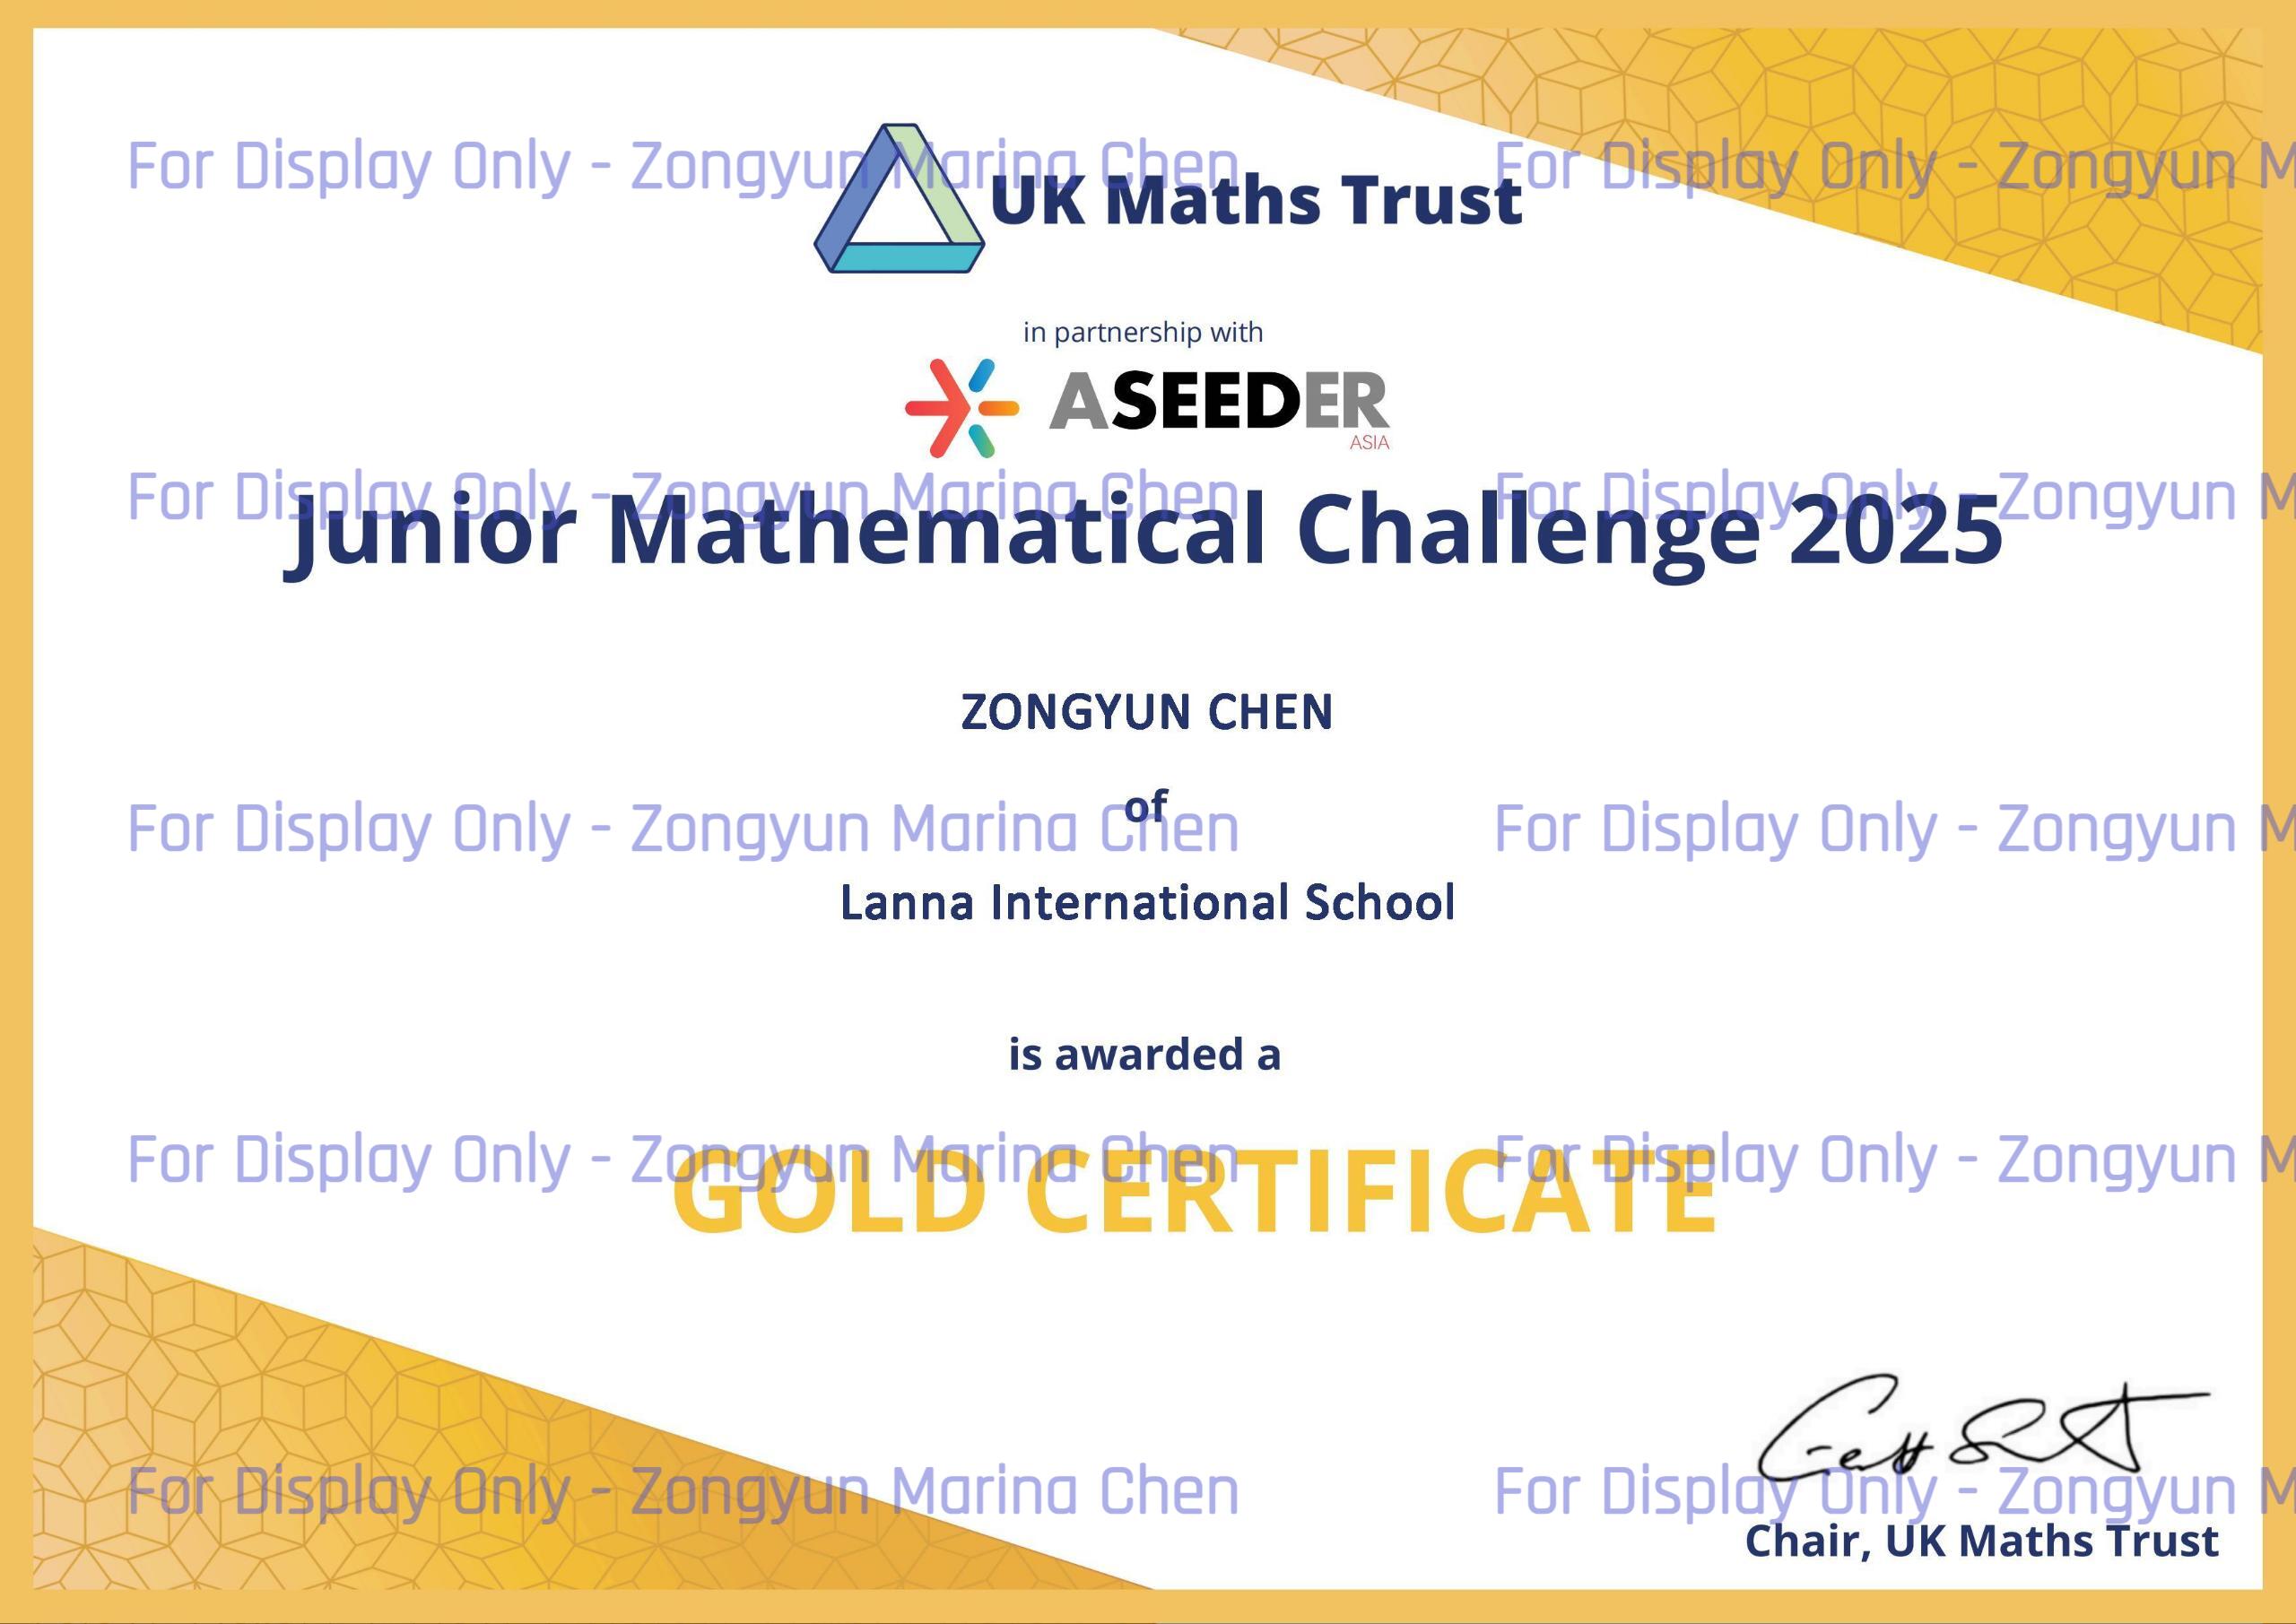 For Display Only - Zongyun Marina Chen For Display Only - Zongyun M
UK Maths Trust
in partnership with
ASEEDER
ASIA
For Display Only - Zongyun Marina Chen For Display Only - Zongyun M
Junior Mathematical Challenge 2025
ZONGYUN CHEN
of
For Display Only - Zongyun Marina Chen For Display Only - Zongyun M
Lanna International School
is awarded a
For Display Only - Zongyun Marina Chen For Display Only - Zongyun M
GOLD CERTIFICATE
For Display Only - Zongyun Marina Chen For Display Only - Zongyun M
Chair, UK Maths Trust